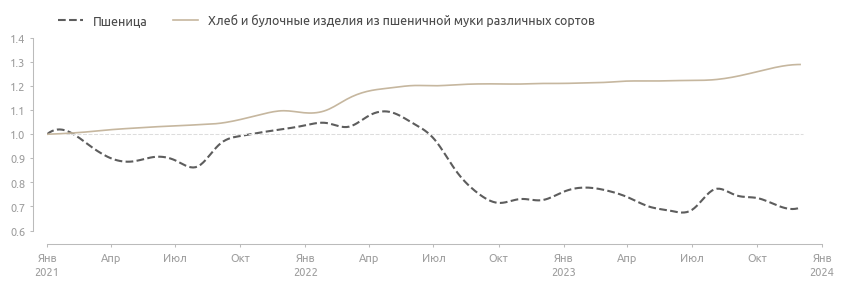 Пшеница
Хлеб и булочные изделия из пшеничной муки различных сортов
1.4
1.3
1.2
1.1
1.0
0.9
0.8
0.7
0.6
Янв Апр Июл Окт Янв Апр Июл Окт Янв Апр Июл Окт Янв
2021 2022 2023 2024